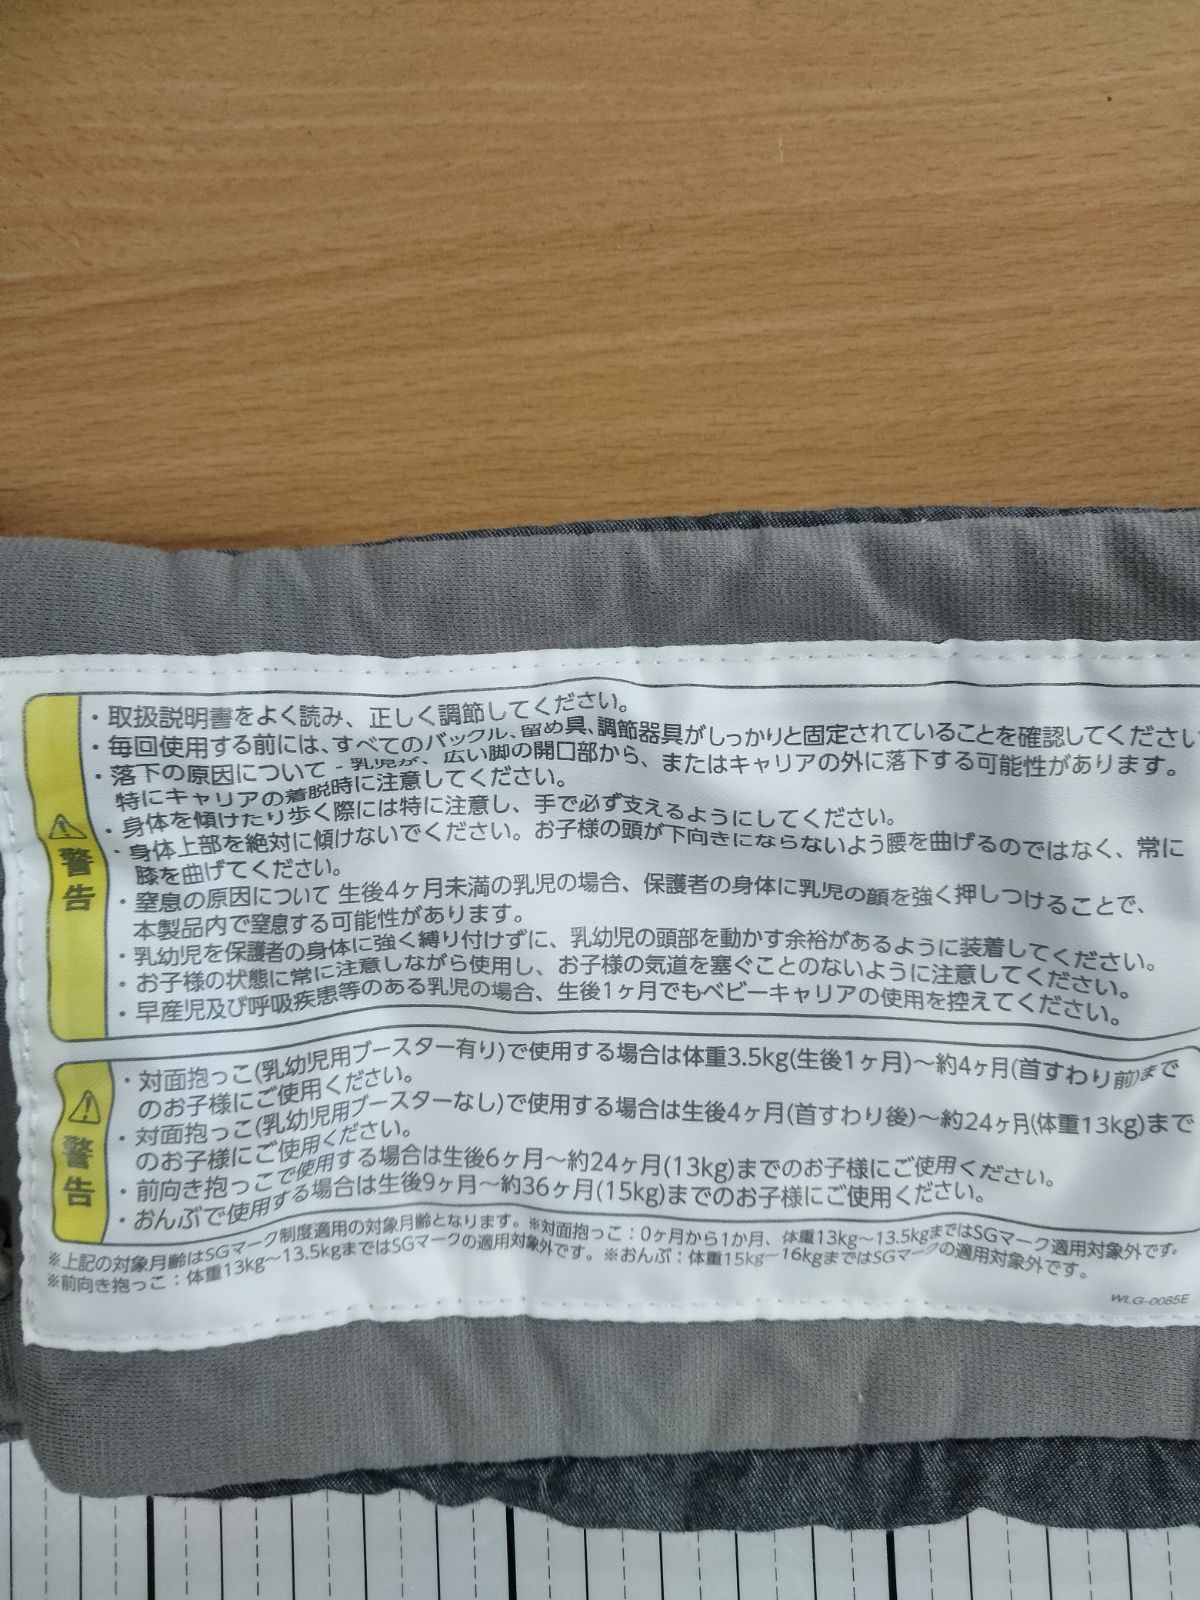 警告
・取扱説明書をよく読み、正しく調節してください。
・毎回使用する前には、すべてのバックル、留め具、調節器具がしっかりと固定されていることを確認してください
・落下の原因について - 乳児が、広い脚の開口部から、またはキャリアの外に落下する可能性があります。
特にキャリアの着脱時に注意してください。
・身体を傾けたり歩く際には特に注意し、手で必ず支えるようにしてください。
・身体上部を絶対に傾けないでください。お子様の頭が下向きにならないよう腰を曲げるのではなく、常に
膝を曲げてください。
・窒息の原因について 生後4ヶ月未満の乳児の場合、保護者の身体に乳児の顔を強く押しつけることで、
本製品内で窒息する可能性があります。
・乳幼児を保護者の身体に強く縛り付けずに、乳幼児の頭部を動かす余裕があるように装着してください。
・お子様の状態に常に注意しながら使用し、お子様の気道を塞ぐことのないように注意してください。
・早産児及び呼吸疾患等のある乳児の場合、生後1ヶ月でもベビーキャリアの使用を控えてください。
警告
・対面抱っこ(乳幼児用ブースター有り)で使用する場合は体重3.5kg(生後1ヶ月)～約4ヶ月(首すわり前)まで
のお子様にご使用ください。
・対面抱っこ(乳幼児用ブースターなし)で使用する場合は生後4ヶ月(首すわり後)～約24ヶ月(体重13kg)まで
のお子様にご使用ください。
・前向き抱っこで使用する場合は生後6ヶ月～約24ヶ月(13kg)までのお子様にご使用ください。
・おんぶで使用する場合は生後9ヶ月～約36ヶ月(15kg)までのお子様にご使用ください。
※上記の対象月齢はSGマーク制度適用の対象月齢となります。※対面抱っこ：0ヶ月から1か月、体重13kg～13.5kgまではSGマーク適用対象外です。
※前向き抱っこ：体重13kg～13.5kgまではSGマークの適用対象外です。※おんぶ：体重15kg～16kgまではSGマークの適用対象外です。
WLG-0085E